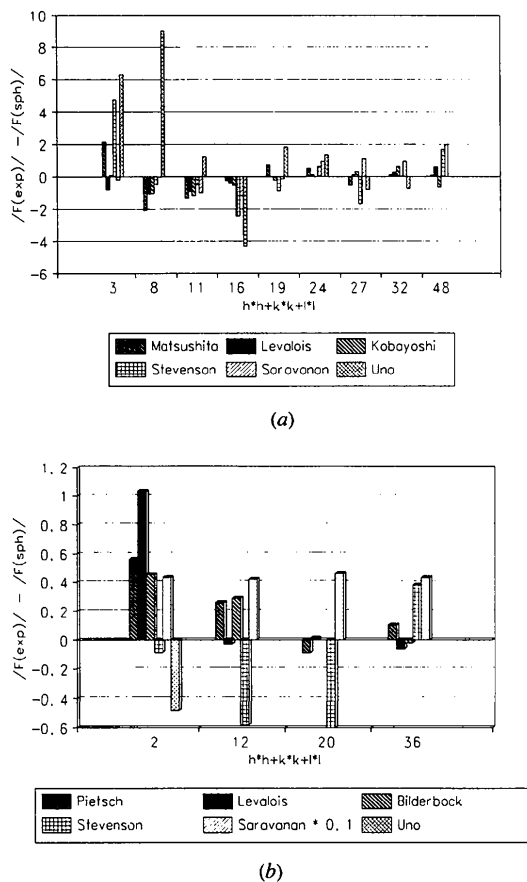 10
8
6
4
2
0
-2
-4
-6
/F(exp)/ -/F(sph)/
3 8 11 16 19 24 27 32 48
h*h+k*k+l*l
Matsushita Levalois Kobayoshi
Stevenson Saravanan Uno
(a)
1.2
1
0.8
0.6
0.4
0.2
0
-0.2
-0.4
-0.6
/F(exp)/ - /F(sph)/
2 12 20 36
h*h+k*k+l*l
Pietsch Levalois Bilderbock
Stevenson Saravanan * 0.1 Uno
(b)